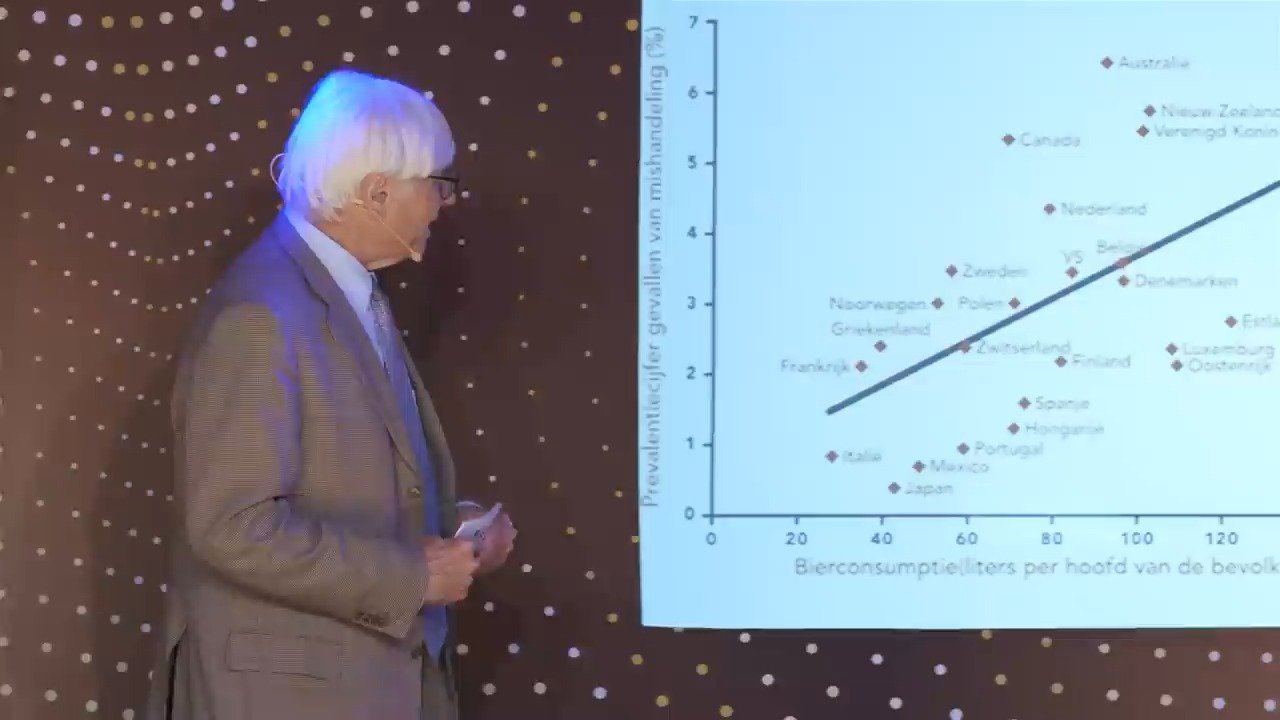 Prevalentiecijfer gevallen van mishandeling (%)
7
Australië
6
Nieuw-Zeeland
Verenigd Konin
Canada
5
Nederland
4
België
VS
Zweden
Denemarken
3
Noorwegen
Polen
Estla
Griekenland
Zwitserland
Luxemburg
Finland
Oostenrijk
Frankrijk
2
Spanje
Hongarije
1
Portugal
Italië
Mexico
Japan
0
0 20 40 60 80 100 120
Bierconsumptie(liters per hoofd van de bevolk